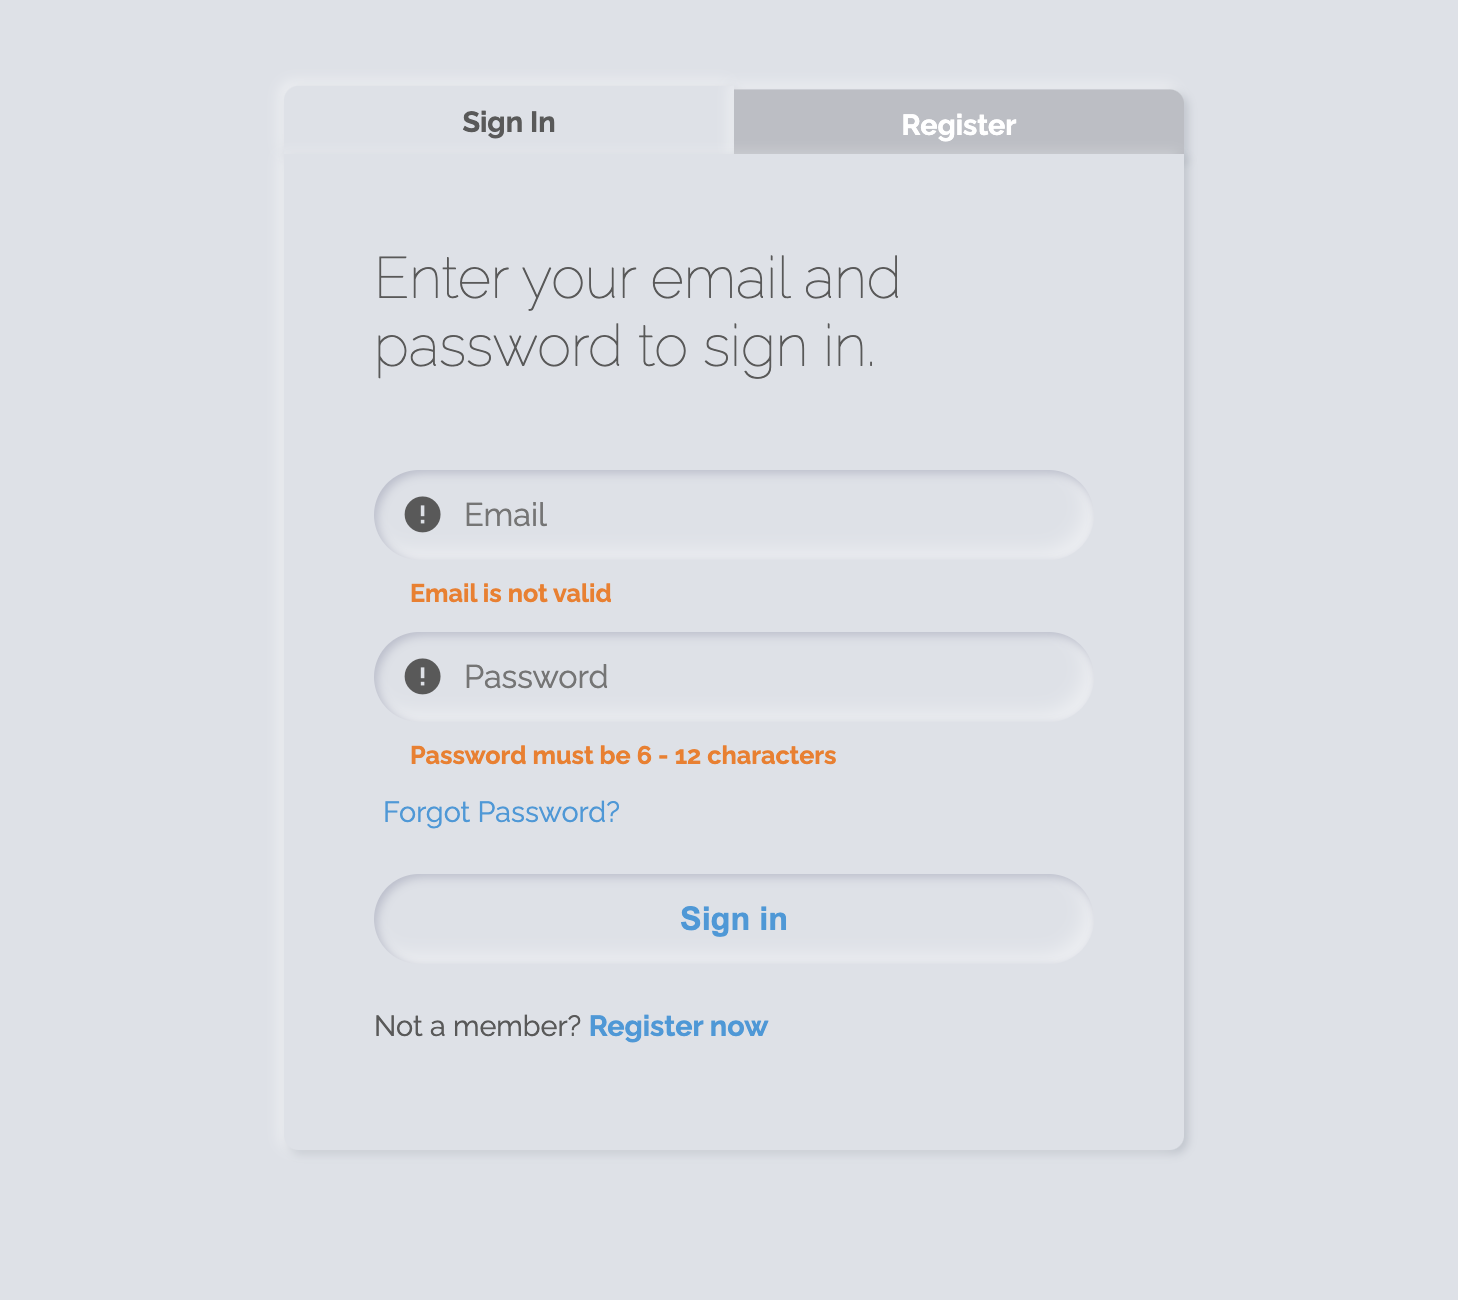 Sign In
Register
Enter your email and
password to sign in.
Email
Email is not valid
Password
Password must be 6 - 12 characters
Forgot Password?
Sign in
Not a member? Register now